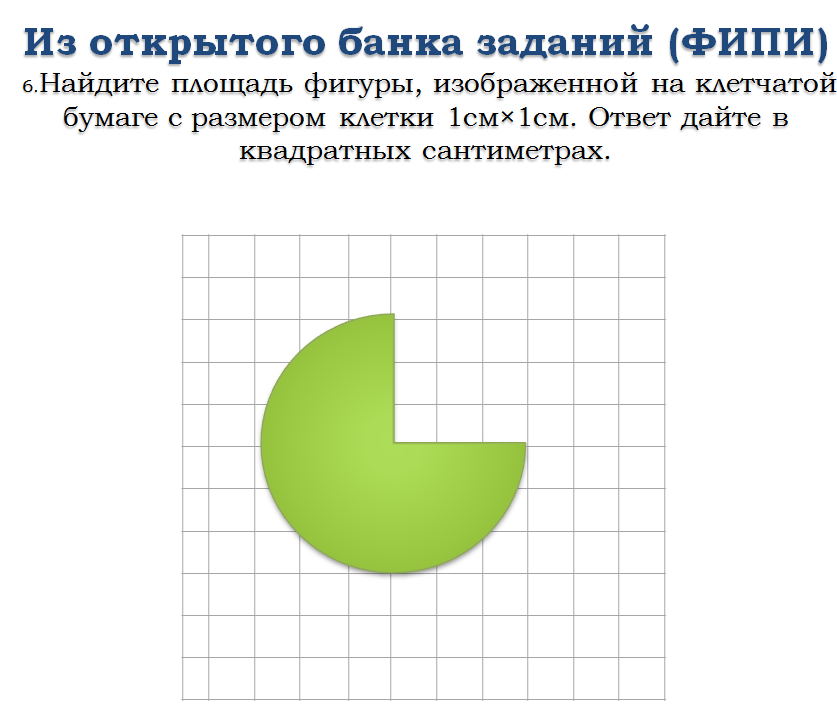 Из открытого банка заданий (ФИПИ)
6.Найдите площадь фигуры, изображенной на клетчатой
бумаге с размером клетки 1см×1см. Ответ дайте в
квадратных сантиметрах.